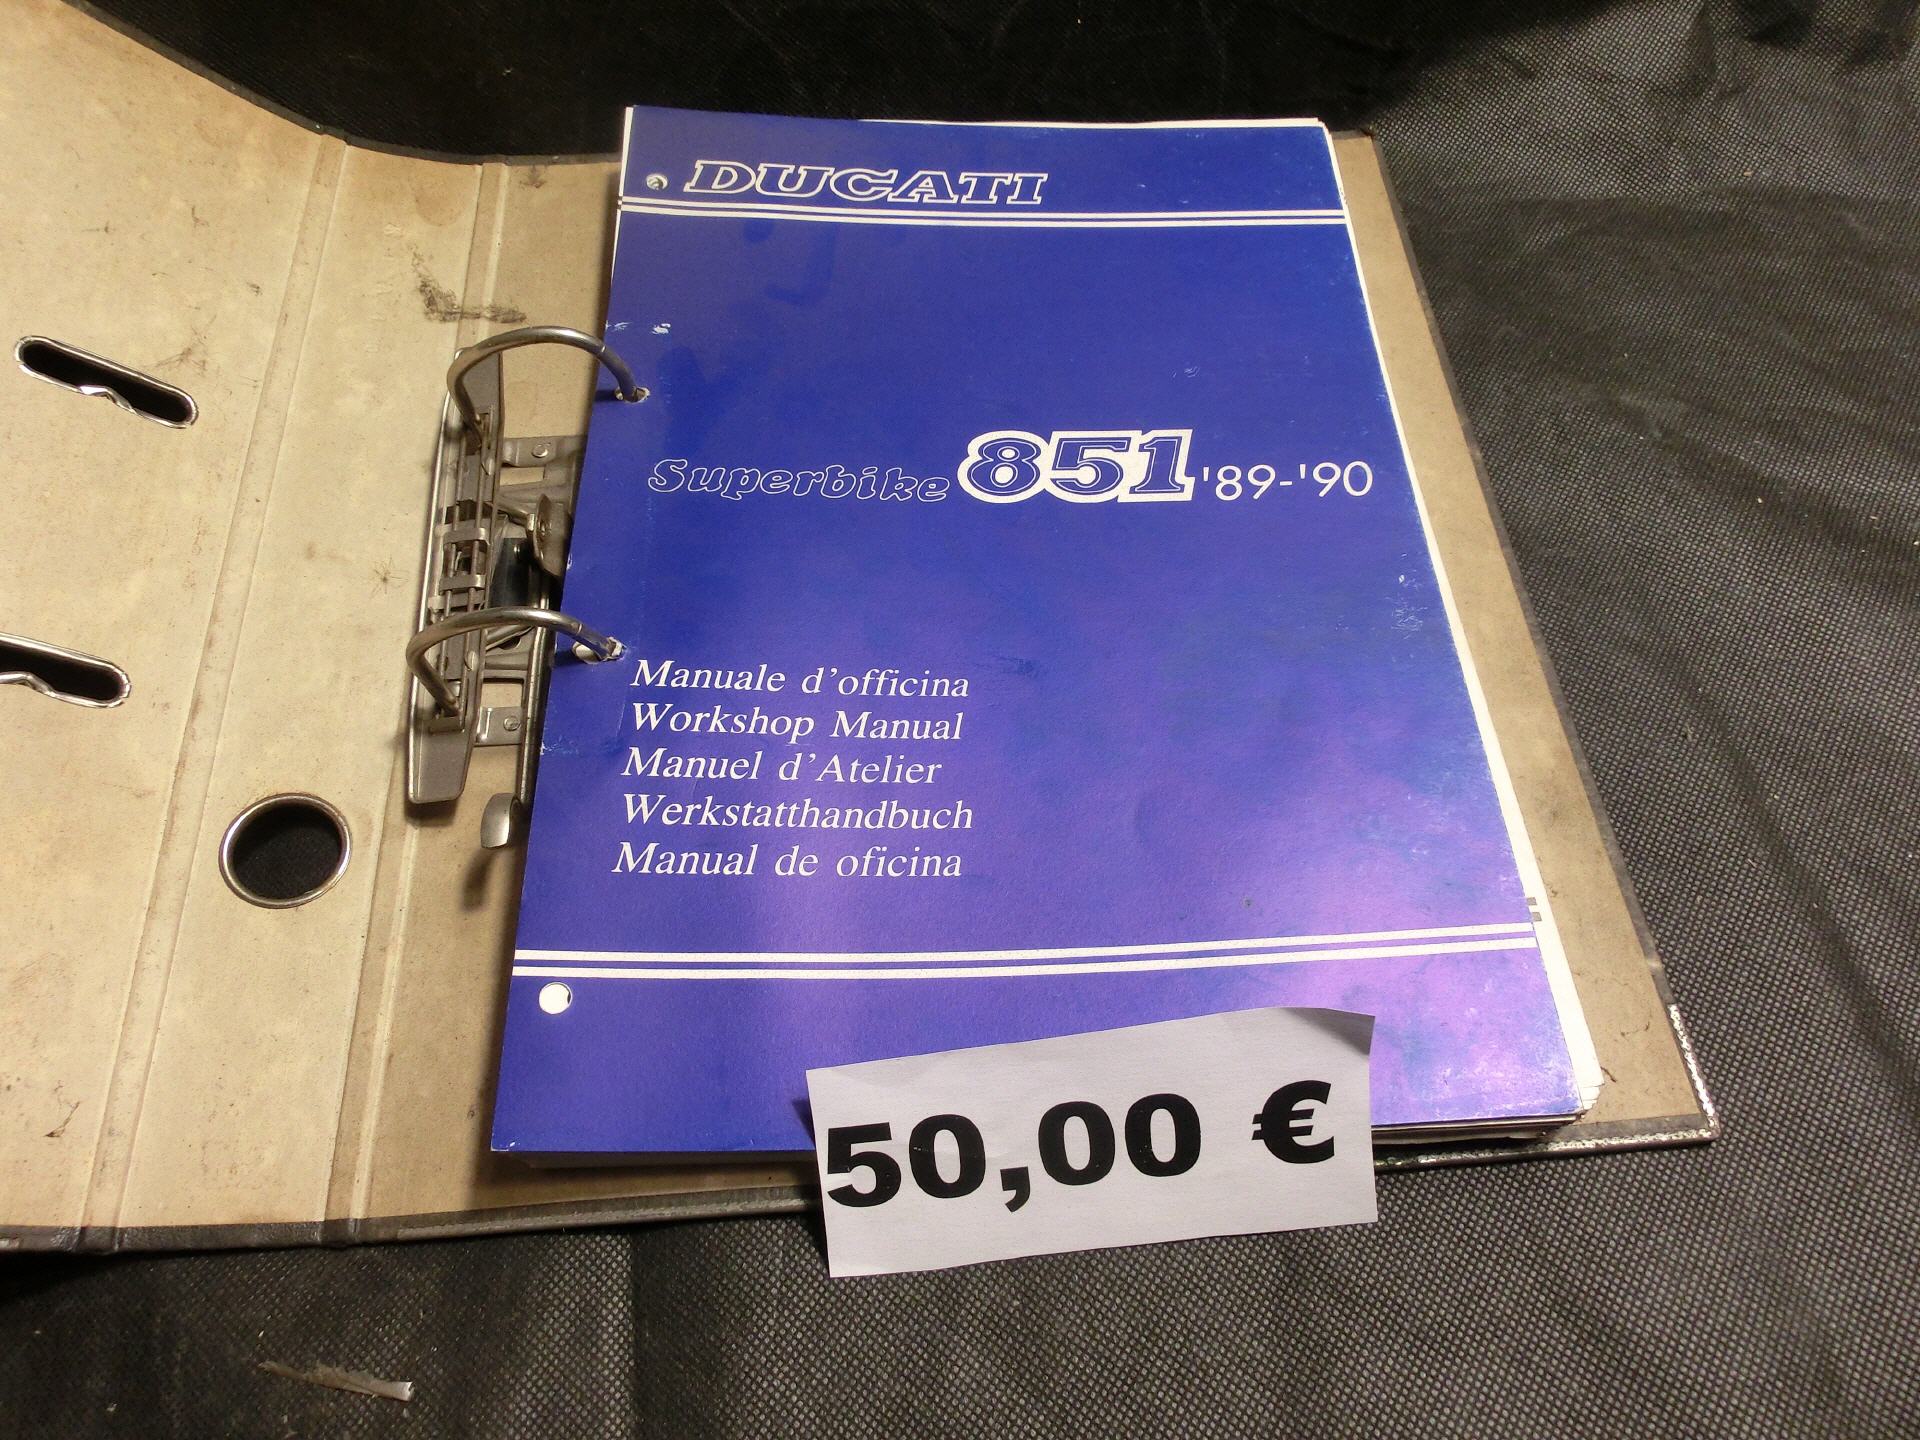 DUCATI
Superbike 851 '89-'90
Manuale d'officina
Workshop Manual
Manuel d'Atelier
Werkstatthandbuch
Manual de oficina
50,00 €